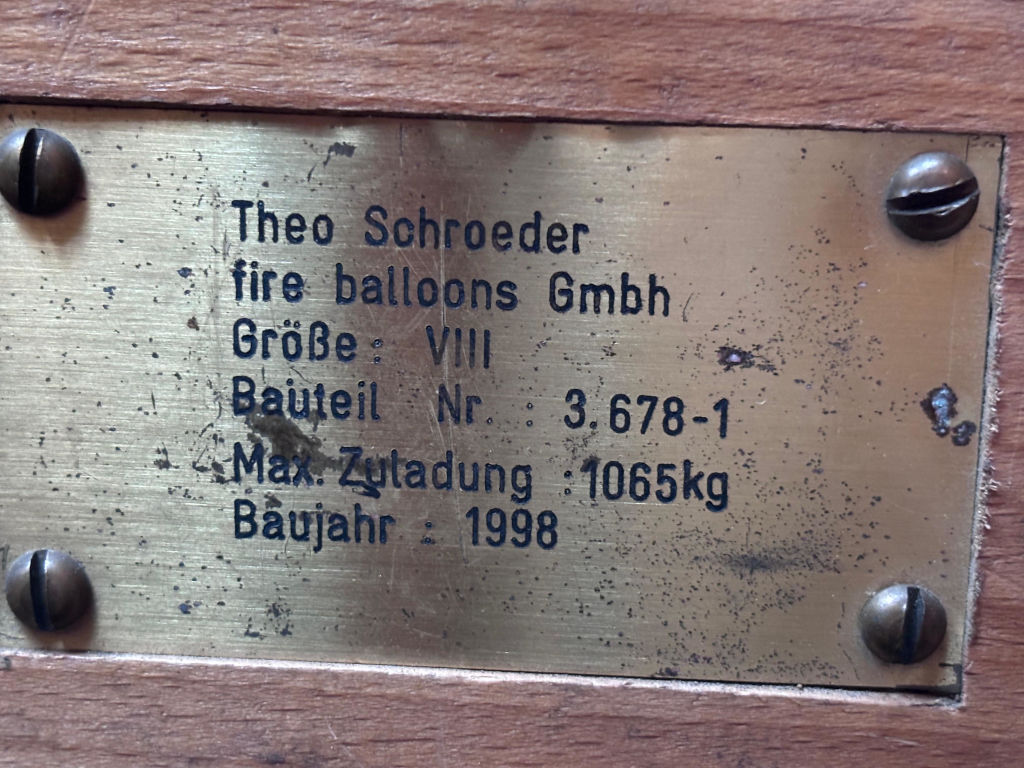 Theo Schroeder
fire balloons Gmbh
Größe: VIII
Bauteil Nr. : 3.678-1
Max. Zuladung :1065kg
Baujahr : 1998